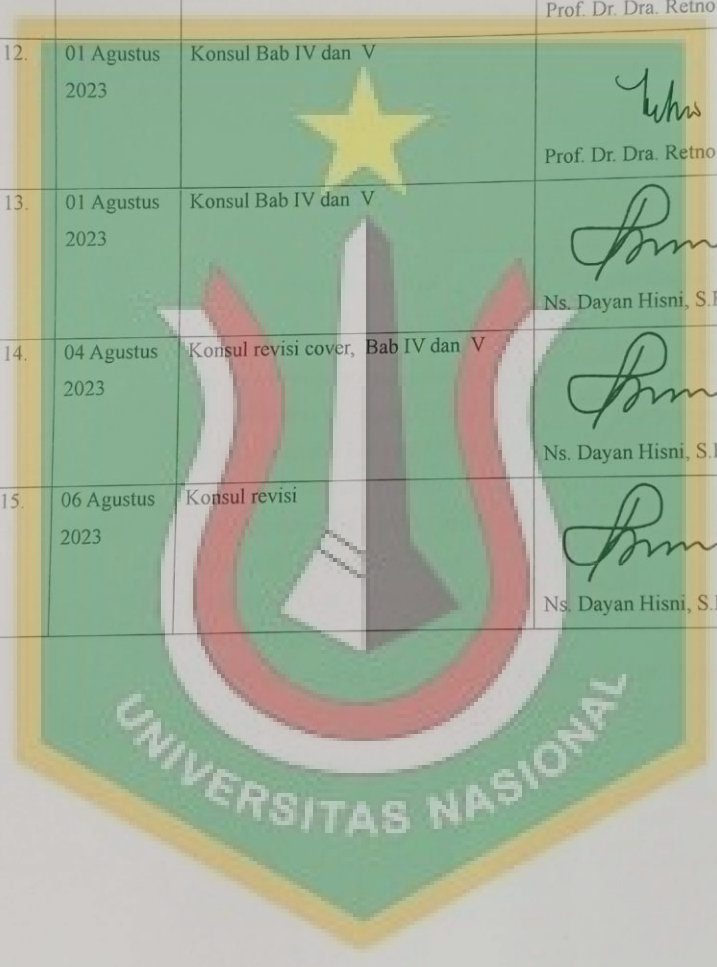 Prof. Dr. Dra. Retno
12. 01 Agustus Konsul Bab IV dan V
2023
Prof. Dr. Dra. Retno
13. 01 Agustus Konsul Bab IV dan V
2023
Ns. Dayan Hisni, S.
14. 04 Agustus Konsul revisi cover, Bab IV dan V
2023
Ns. Dayan Hisni, S.
15. 06 Agustus Konsul revisi
2023
Ns. Dayan Hisni, S.
UNIVERSITAS NASIONAL